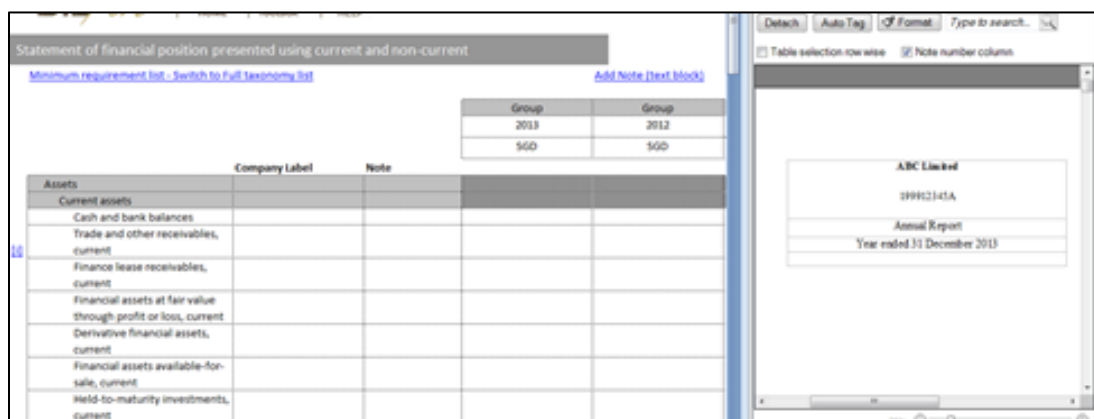 HOME | TOOLBOX | HELP
Statement of financial position presented using current and non-current
Minimum requirement list - Switch to Full taxonomy list
Add Note (text block)
Group Group
2013 2012
SGD SGD
Company Label Note
Assets
Current assets
Cash and bank balances
Trade and other receivables,
current
Finance lease receivables,
current
Financial assets at fair value
through profit or loss, current
Derivative financial assets,
current
Financial assets available-for-
sale, current
Held-to-maturity investments,
current
Detach Auto Tag Format Type to search..
Table selection row wise Note number column
ABC Limited
199912345A
Annual Report
Year ended 31 December 2013